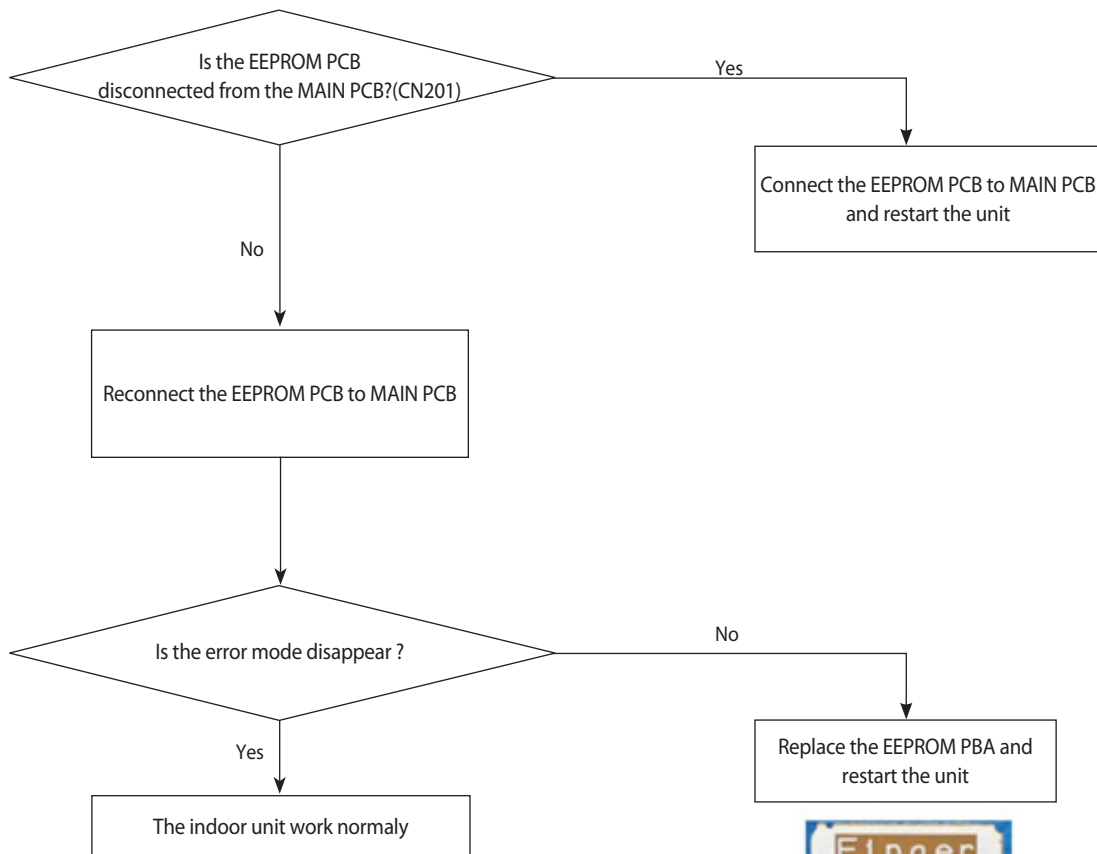 Is the EEPROM PCB
disconnected from the MAIN PCB?(CN201)
Yes
Connect the EEPROM PCB to MAIN PCB
and restart the unit
No
Reconnect the EEPROM PCB to MAIN PCB
Is the error mode disappear ?
No
Replace the EEPROM PBA and
restart the unit
Yes
The indoor unit work normaly
Finger